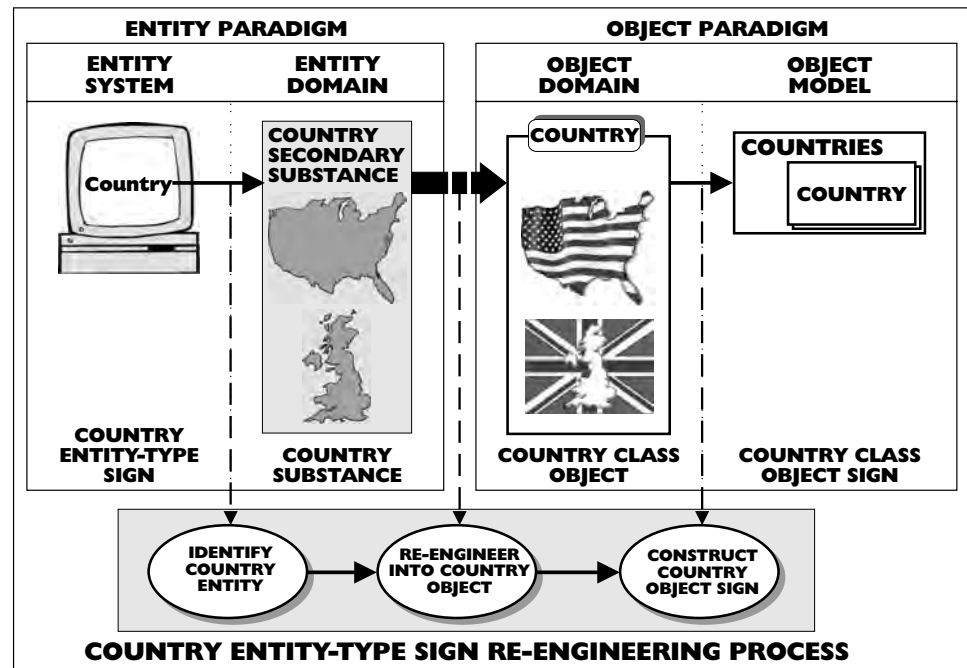 ENTITY PARADIGM
OBJECT PARADIGM
ENTITY
SYSTEM
ENTITY
DOMAIN
OBJECT
DOMAIN
OBJECT
MODEL
Country
COUNTRY
SECONDARY
SUBSTANCE
COUNTRY
COUNTRIES
COUNTRY
COUNTRY
ENTITY-TYPE
SIGN
COUNTRY
SUBSTANCE
COUNTRY CLASS
OBJECT
COUNTRY CLASS
OBJECT SIGN
IDENTIFY
COUNTRY
ENTITY
RE-ENGINEER
INTO COUNTRY
OBJECT
CONSTRUCT
COUNTRY
OBJECT SIGN
COUNTRY ENTITY-TYPE SIGN RE-ENGINEERING PROCESS